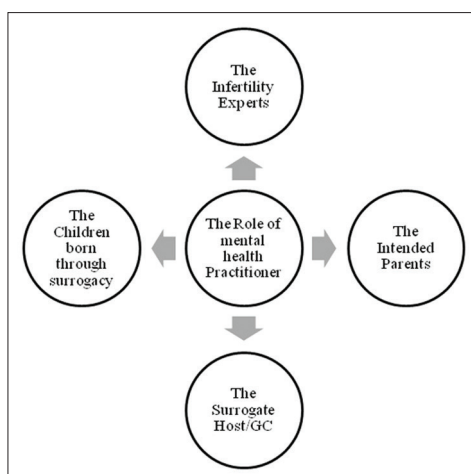 The
Infertility
Experts
The
Children
born
through
surrogacy
The Role of
mental
health
Practitioner
The
Intended
Parents
The
Surrogate
Host/GC